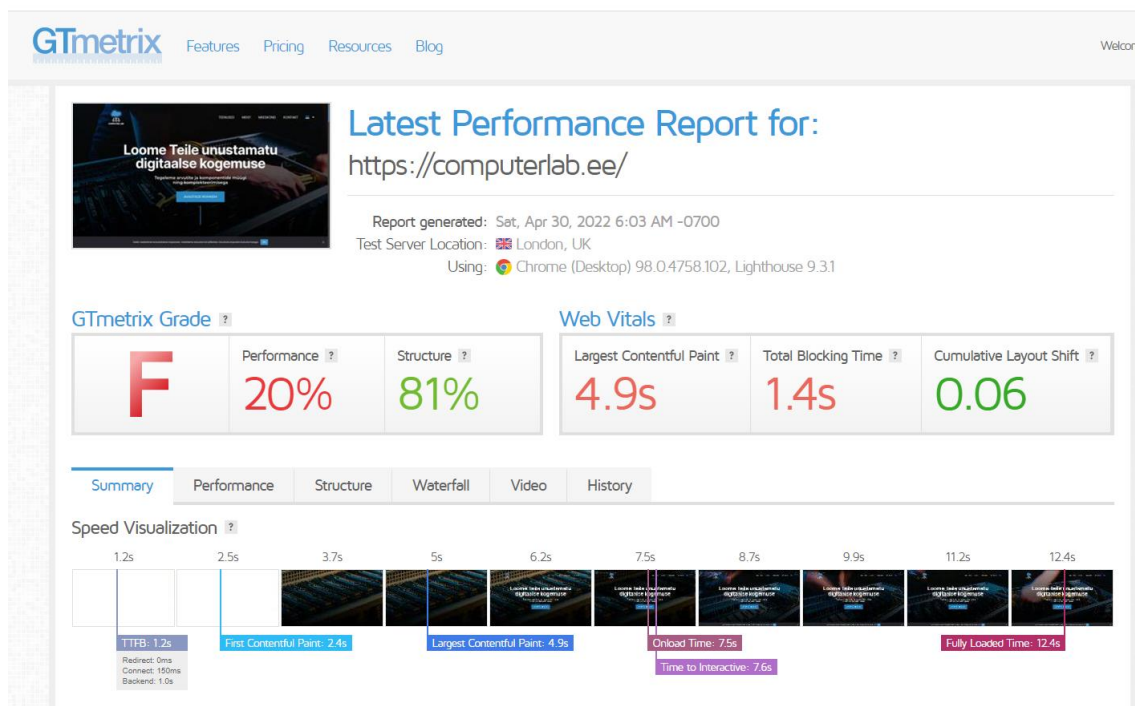 GTmetrix Features Pricing Resources Blog
Latest Performance Report for:
https://computerlab.ee/
Loome Teile unustamatu
digitaalse kogemuse
Report generated: Sat, Apr 30, 2022 6:03 AM -0700
Test Server Location: London, UK
Using: Chrome (Desktop) 98.0.4758.102, Lighthouse 9.3.1
GTmetrix Grade ?
Web Vitals ?
F
Performance ?
20%
Structure ?
81%
Largest Contentful Paint ?
4.9s
Total Blocking Time ?
1.4s
Cumulative Layout Shift ?
0.06
Summary Performance Structure Waterfall Video History
Speed Visualization ?
1.2s 2.5s 3.7s 5s 6.2s 7.5s 8.7s 9.9s 11.2s 12.4s
TTFB: 1.2s
Redirect: 0ms
Connect: 150ms
Backend: 1.0s
First Contentful Paint: 2.4s
Largest Contentful Paint: 4.9s
Onload Time: 7.5s
Time to Interactive: 7.6s
Fully Loaded Time: 12.4s